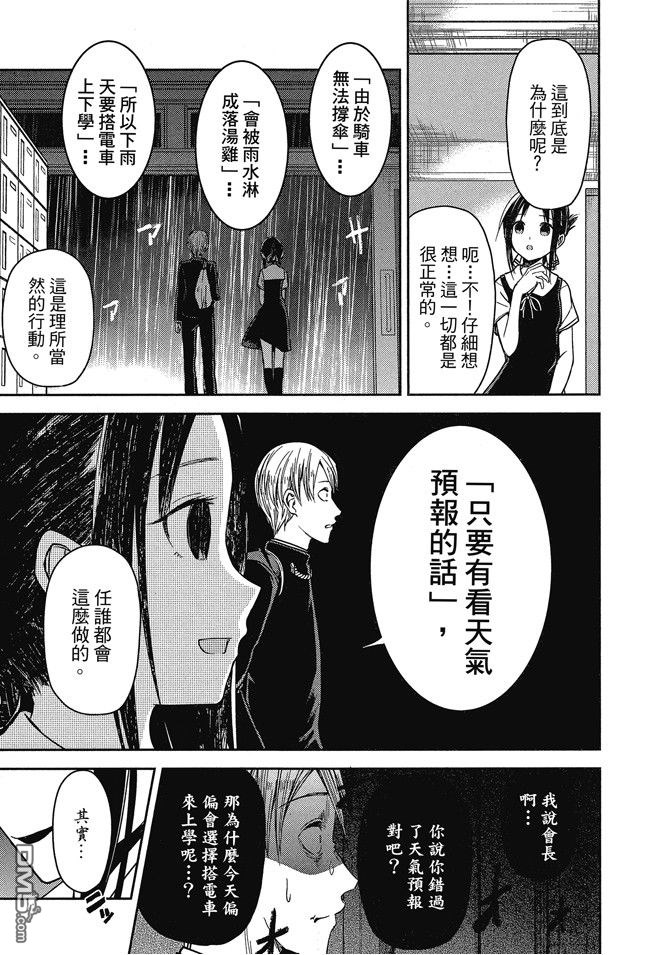 這到底是
為什麼呢?
呃…不!仔細想
想…這一切都是
很正常的。
「由於騎車
無法撐傘」…
「會被雨水淋
成落湯雞」…
「所以下雨
天要搭電車
上下學」…
ア
ア
這是理所當
然的行動。
「只要有看天氣
預報的話」,
任誰都會
這麼做的。
我說會長
啊…
你說你錯過
了天氣預報
對吧?
那為什麼今天偏
偏會選擇搭電車
來上學呢…?
オ
オ
其實…
DM5